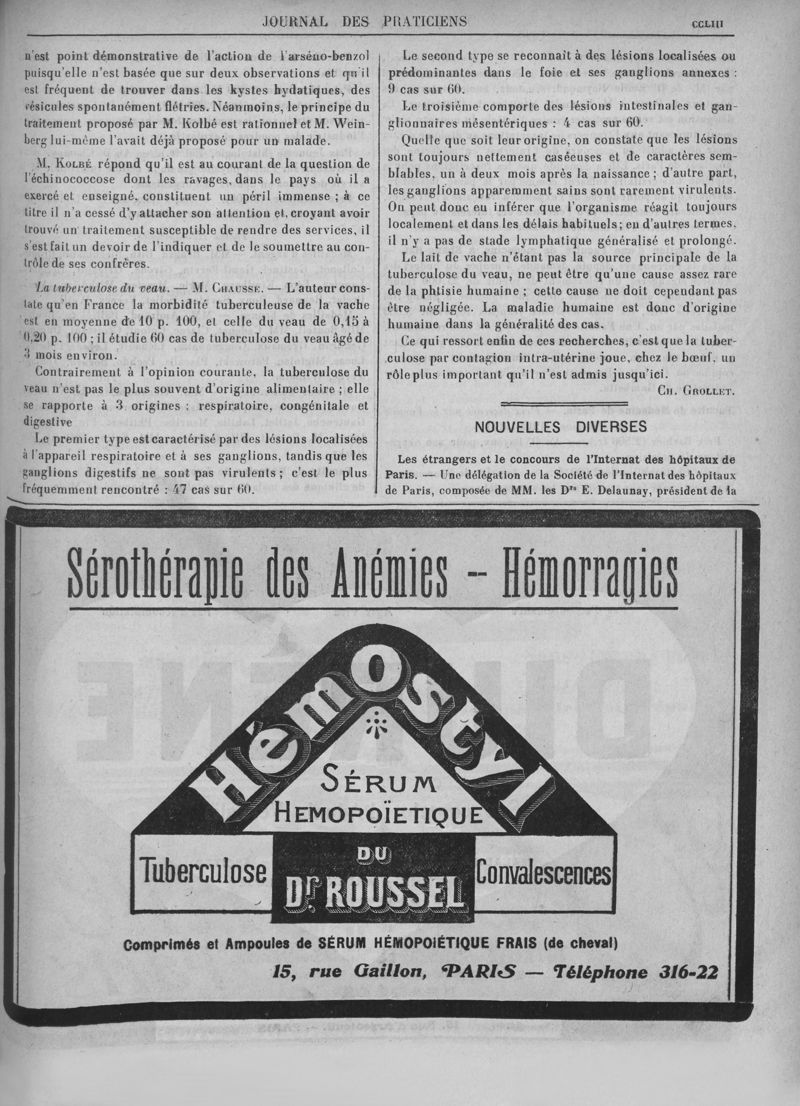 JOURNAL DES PRATICIENS
CCLIII
n'est point démonstrative de l'action de l'arséno-benzol
puisqu'elle n'est basée que sur deux observations et qu'il
est fréquent de trouver dans les kystes hydatiques, des
vésicules spontanément flétries. Néanmoins, le principe du
traitement proposé par M. Kolbé est rationnel et M. Wein-
berg lui-même l'avait déjà proposé pour un malade.
M. KOLBÉ répond qu'il est au courant de la question de
l'échinococcose dont les ravages, dans le pays où il a
exercé et enseigné, constituent un péril immense ; à ce
titre il n'a cessé d'y attacher son attention et, croyant avoir
trouvé un traitement susceptible de rendre des services, il
s'est fait un devoir de l'indiquer et de le soumettre au con-
trôle de ses confrères.
La tuberculose du veau. — M. CHAUSSE. — L'auteur cons-
tate qu'en France la morbidité tuberculeuse de la vache
est en moyenne de 10 p. 100, et celle du veau de 0,15 à
0,20 p. 100 ; il étudie 60 cas de tuberculose du veau âgé de
3 mois environ.
Contrairement à l'opinion courante, la tuberculose du
veau n'est pas le plus souvent d'origine alimentaire ; elle
se rapporte à 3 origines : respiratoire, congénitale et
digestive
Le premier type est caractérisé par des lésions localisées
à l'appareil respiratoire et à ses ganglions, tandis que les
ganglions digestifs ne sont pas virulents ; c'est le plus
fréquemment rencontré : 47 cas sur 60.
Le second type se reconnaît à des lésions localisées ou
prédominantes dans le foie et ses ganglions annexes :
9 cas sur 60.
Le troisième comporte des lésions intestinales et gan-
glionnaires mésentériques : 4 cas sur 60.
Quelle que soit leur origine, on constate que les lésions
sont toujours nettement caséeuses et de caractères sem-
blables, un à deux mois après la naissance ; d'autre part,
les ganglions apparemment sains sont rarement virulents.
On peut donc en inférer que l'organisme réagit toujours
localement et dans les délais habituels ; en d'autres termes,
il n'y a pas de stade lymphatique généralisé et prolongé.
Le lait de vache n'étant pas la source principale de la
tuberculose du veau, ne peut être qu'une cause assez rare
de la phtisie humaine ; cette cause ne doit cependant pas
être négligée. La maladie humaine est donc d'origine
humaine dans la généralité des cas.
Ce qui ressort enfin de ces recherches, c'est que la tuber-
culose par contagion intra-utérine joue, chez le bœuf, un
rôle plus important qu'il n'est admis jusqu'ici.
CH. GROLLET.
NOUVELLES DIVERSES
Les étrangers et le concours de l'Internat des hôpitaux de
Paris. — Une délégation de la Société de l'Internat des hôpitaux
de Paris, composée de MM. les Drs E. Delaunay, président de la
Sérothérapie des Anémies – Hémorragies
HémOstyl
SÉRUM
HEMOPOÏETIQUE
DU
Dr. ROUSSEL
Tuberculose
Convalescences
Comprimés et Ampoules de SÉRUM HÉMOPOIÉTIQUE FRAIS (de cheval)
15, rue Gaillon, PARIS — Téléphone 316-22